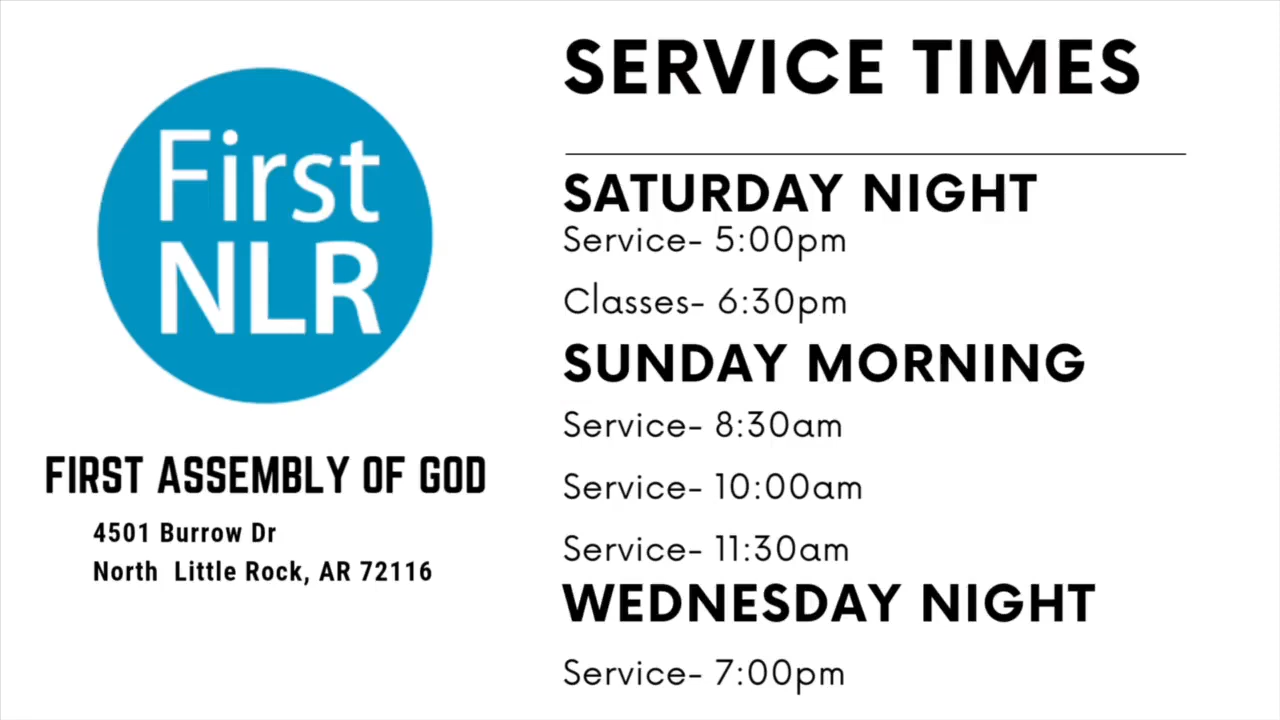 First
NLR
FIRST ASSEMBLY OF GOD
4501 Burrow Dr
North Little Rock, AR 72116
SERVICE TIMES
SATURDAY NIGHT
Service- 5:00pm
Classes- 6:30pm
SUNDAY MORNING
Service- 8:30am
Service- 10:00am
Service- 11:30am
WEDNESDAY NIGHT
Service- 7:00pm